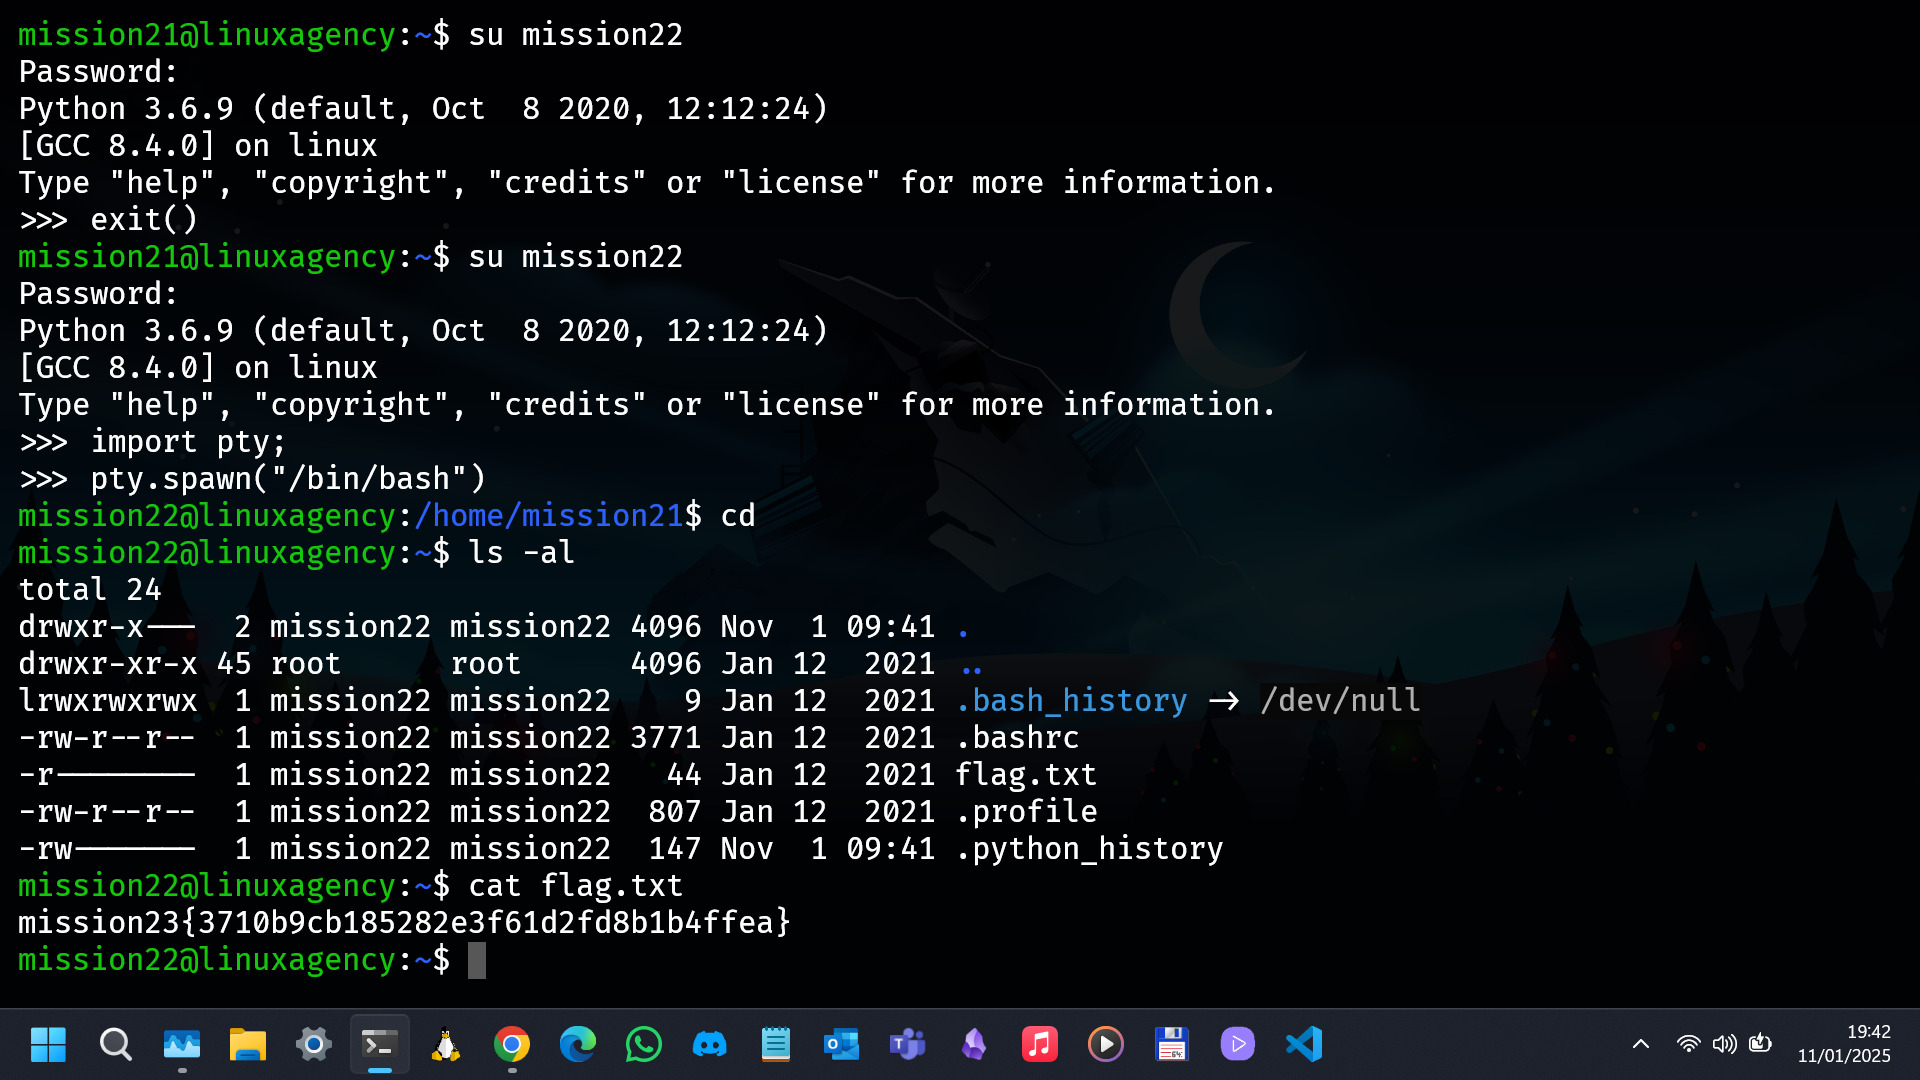 mission21@linuxagency:~$ su mission22
Password:
Python 3.6.9 (default, Oct  8 2020, 12:12:24)
[GCC 8.4.0] on linux
Type "help", "copyright", "credits" or "license" for more information.
>>> exit()
mission21@linuxagency:~$ su mission22
Password:
Python 3.6.9 (default, Oct  8 2020, 12:12:24)
[GCC 8.4.0] on linux
Type "help", "copyright", "credits" or "license" for more information.
>>> import pty;
>>> pty.spawn("/bin/bash")
mission22@linuxagency:/home/mission21$ cd
mission22@linuxagency:~$ ls -al
total 24
drwxr-x---  2 mission22 mission22 4096 Nov  1 09:41 .
drwxr-xr-x 45 root      root      4096 Jan 12  2021 ..
lrwxrwxrwx  1 mission22 mission22    9 Jan 12  2021 .bash_history -> /dev/null
-rw-r--r--  1 mission22 mission22 3771 Jan 12  2021 .bashrc
-r--------  1 mission22 mission22   44 Jan 12  2021 flag.txt
-rw-r--r--  1 mission22 mission22  807 Jan 12  2021 .profile
-rw-------  1 mission22 mission22  147 Nov  1 09:41 .python_history
mission22@linuxagency:~$ cat flag.txt
mission23{3710b9cb185282e3f61d2fd8b1b4ffea}
mission22@linuxagency:~$
19:42
11/01/2025